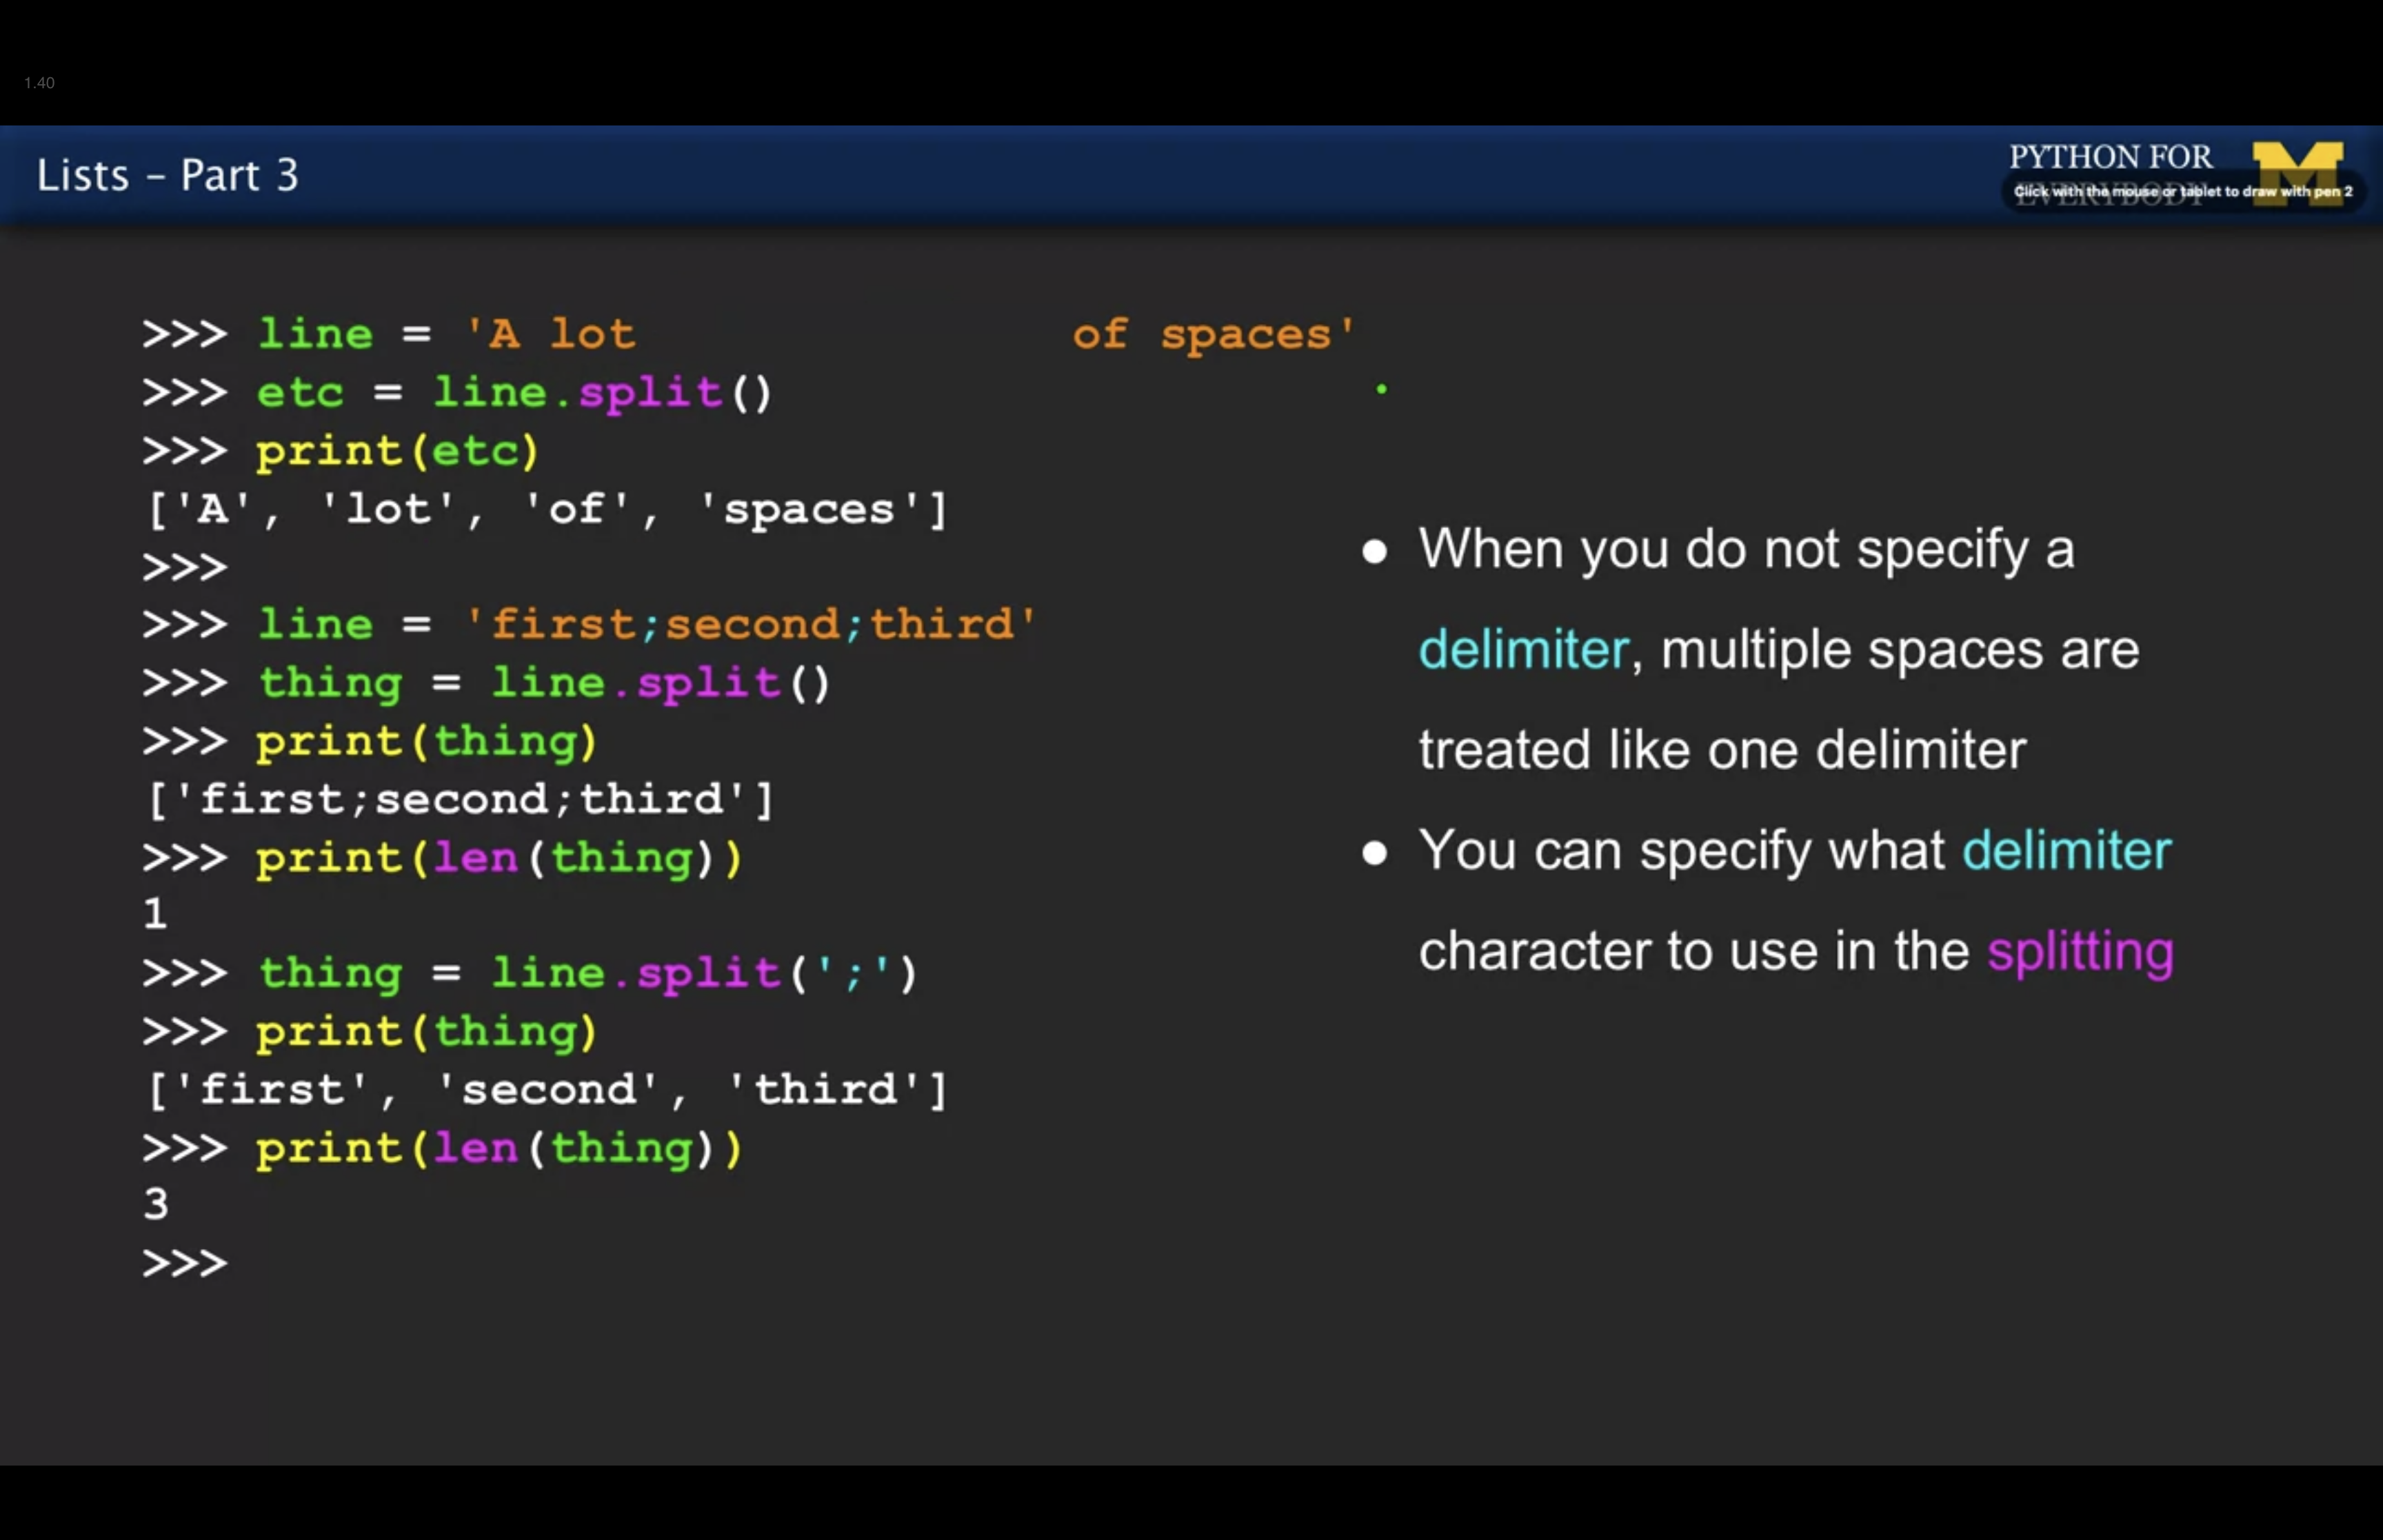 1.40
Lists – Part 3
PYTHON FOR
EVERYBODY
Click with the mouse or tablet to draw with pen 2
>>> line = 'A lot               of spaces'
>>> etc = line.split()
>>> print(etc)
['A', 'lot', 'of', 'spaces']
>>>
>>> line = 'first;second;third'
>>> thing = line.split()
>>> print(thing)
['first;second;third']
>>> print(len(thing))
1
>>> thing = line.split(';')
>>> print(thing)
['first', 'second', 'third']
>>> print(len(thing))
3
>>>
● When you do not specify a
delimiter, multiple spaces are
treated like one delimiter
● You can specify what delimiter
character to use in the splitting